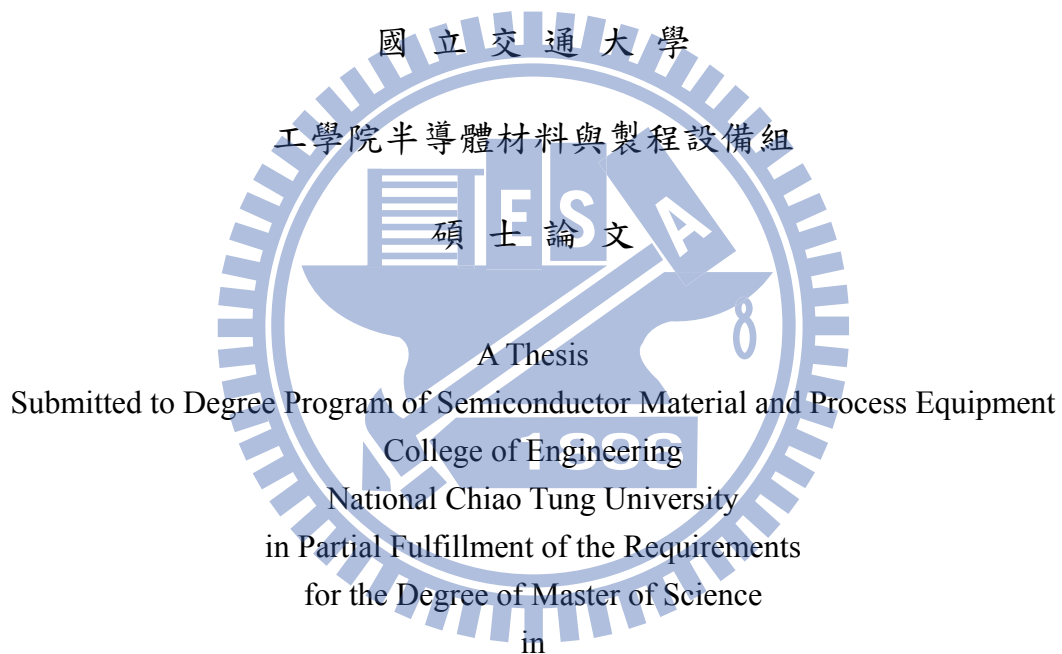 國 立 交 通 大 學
工學院半導體材料與製程設備組
E S A
碩 士 論 文
8
A Thesis
Submitted to Degree Program of Semiconductor Material and Process Equipment
College of Engineering
1896
National Chiao Tung University
in Partial Fulfillment of the Requirements
for the Degree of Master of Science
in